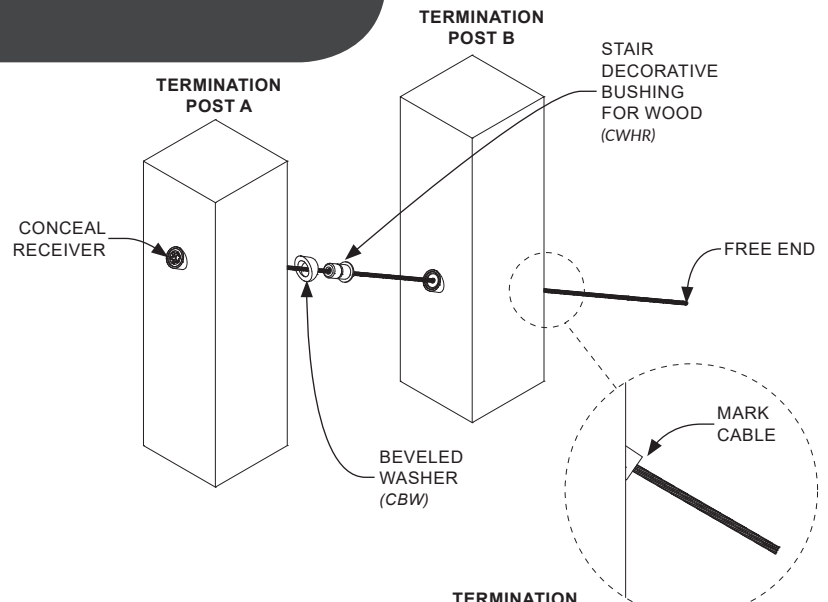 TERMINATION
POST B
STAIR
DECORATIVE
BUSHING
FOR WOOD
(CWHR)
TERMINATION
POST A
CONCEAL
RECEIVER
FREE END
MARK
CABLE
BEVELED
WASHER
(CBW)
TERMINATION